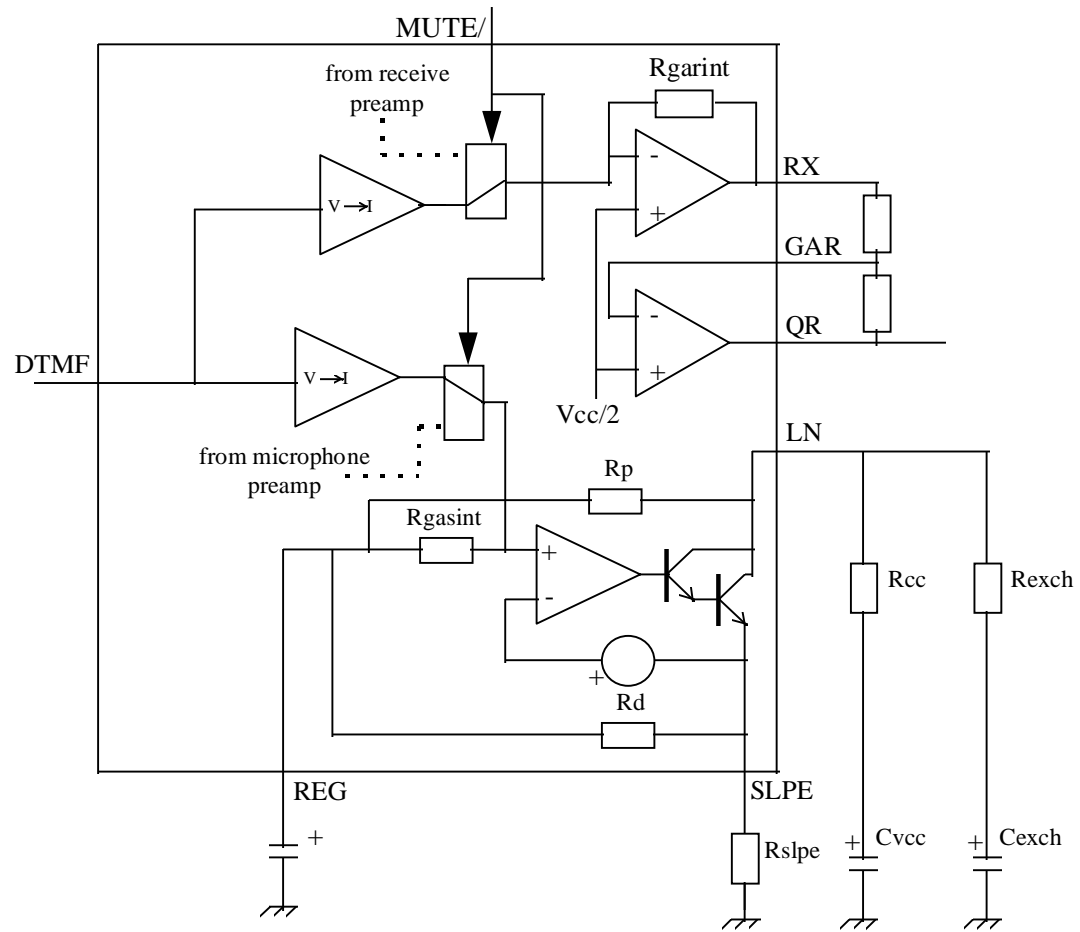 MUTE/
from receive
preamp
Rgarint
-
+
RX
V → I
GAR
-
+
QR
DTMF
V → I
Vcc/2
LN
from microphone
preamp
Rp
Rgasint
+
-
Rcc
Rexch
+
Rd
REG
SLPE
+
Rslpe
+
Cvcc
+
Cexch